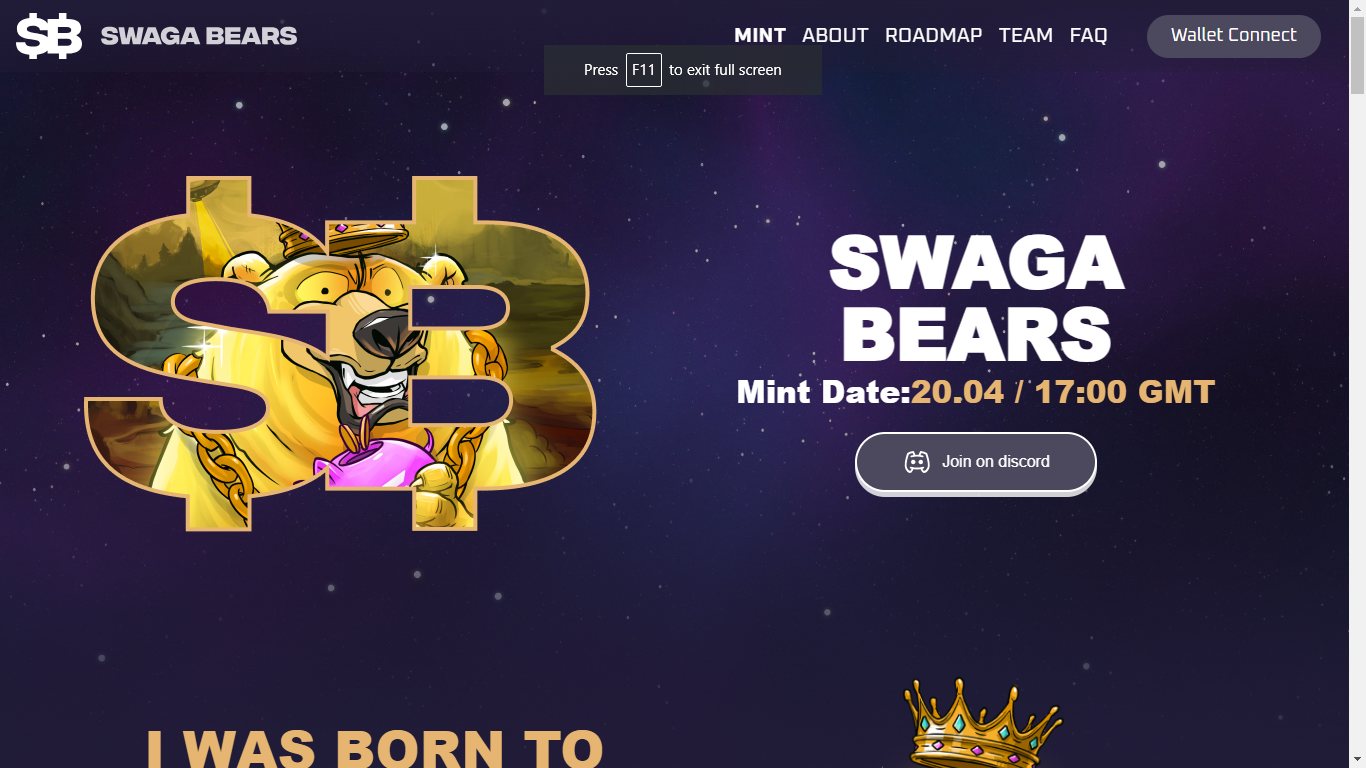 $B SWAGA BEARS
MINT ABOUT ROADMAP TEAM FAQ Wallet Connect
Press F11 to exit full screen
$B
SWAGA
BEARS
Mint Date:20.04 / 17:00 GMT
Join on discord
I WAS BORN TO